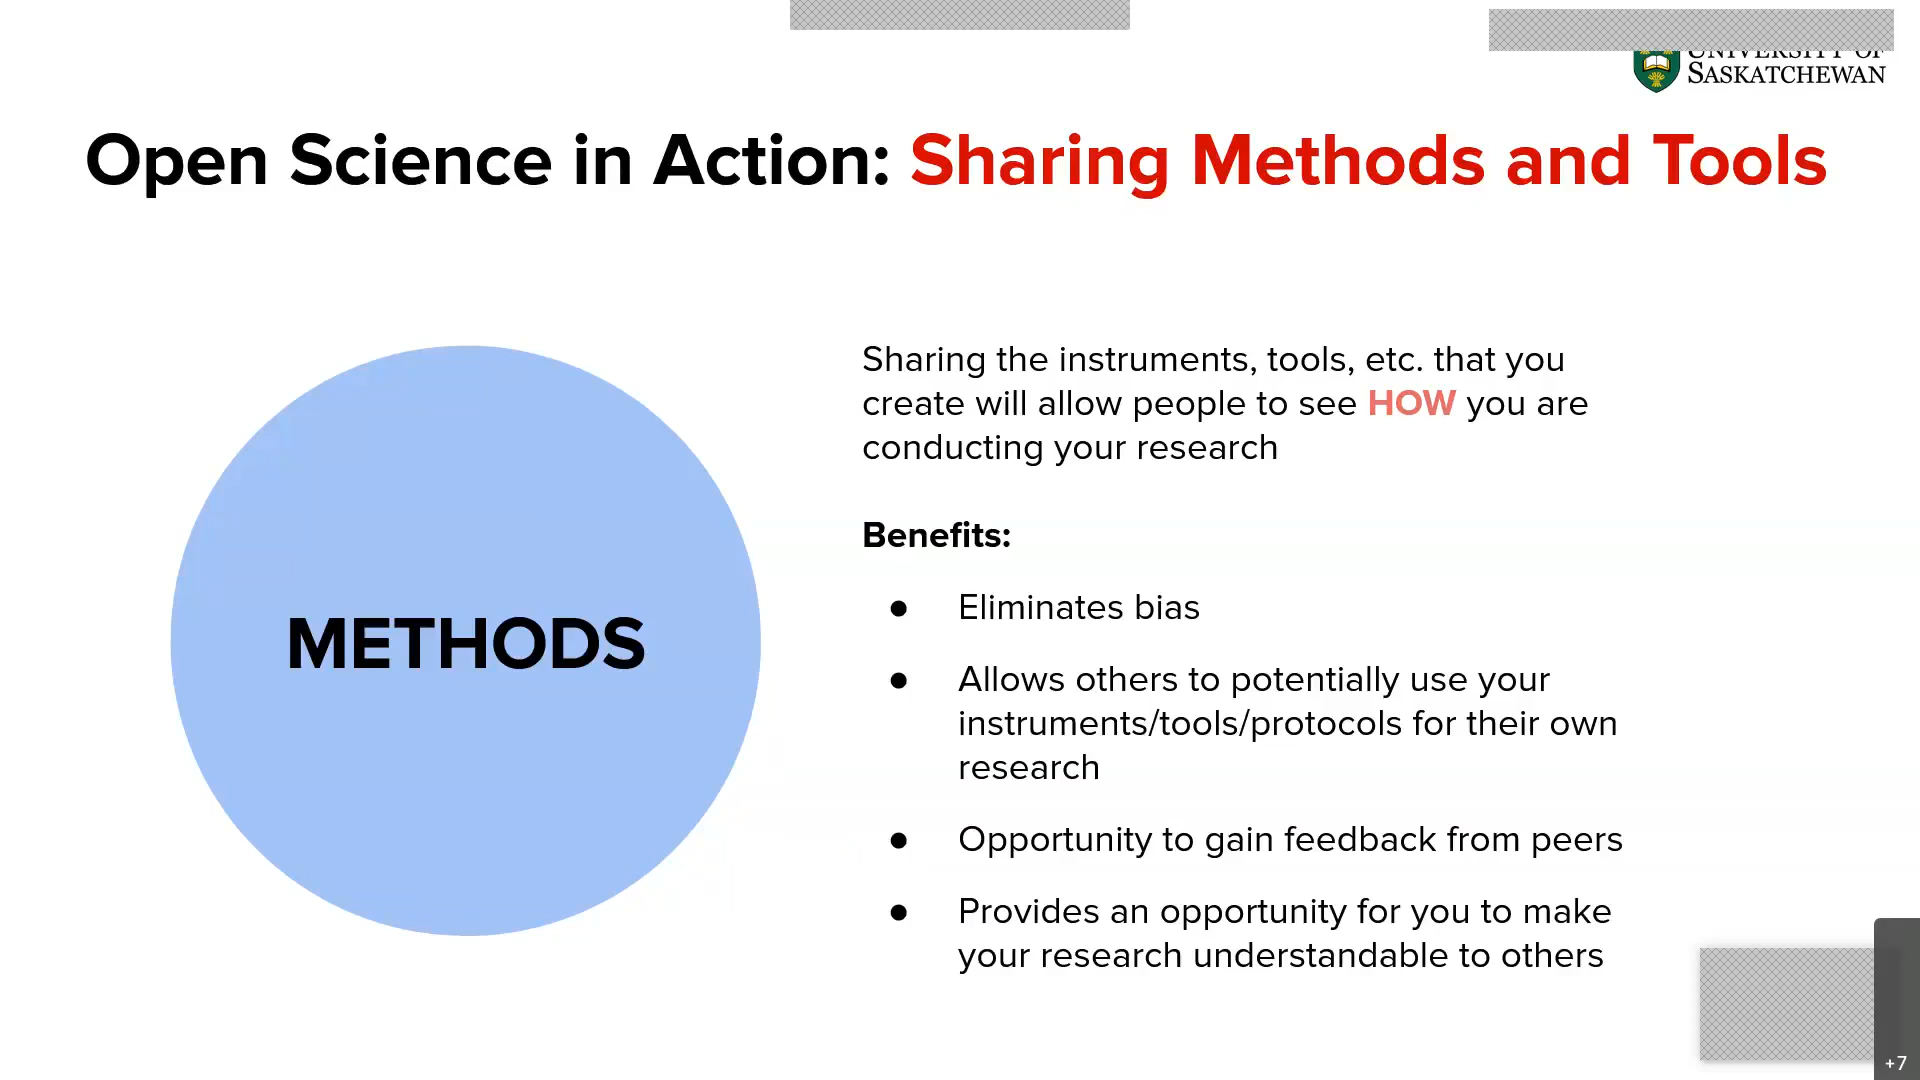 SASKATCHEWAN
Open Science in Action: Sharing Methods and Tools
METHODS
Sharing the instruments, tools, etc. that you
create will allow people to see HOW you are
conducting your research
Benefits:
● Eliminates bias
● Allows others to potentially use your
instruments/tools/protocols for their own
research
● Opportunity to gain feedback from peers
● Provides an opportunity for you to make
your research understandable to others
+7